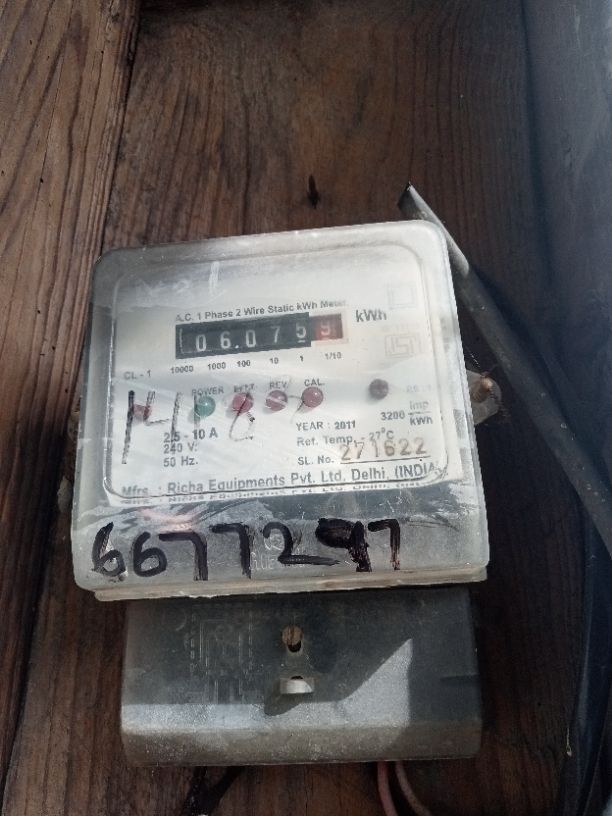 A.C. 1 Phase 2 Wire Static kWh Meter
06.075 9 kWh
CL - 1 10000 1000 100 10 1 1/10
POWER REV. CAL.
2.5 - 10 A
240 V.
50 Hz.
YEAR : 2011 3200 imp/kWh
Ref. Temp. 27°C
SL. No. 271622
Mfrs. : Richa Equipments Pvt. Ltd, Delhi, (INDIA)
6677297